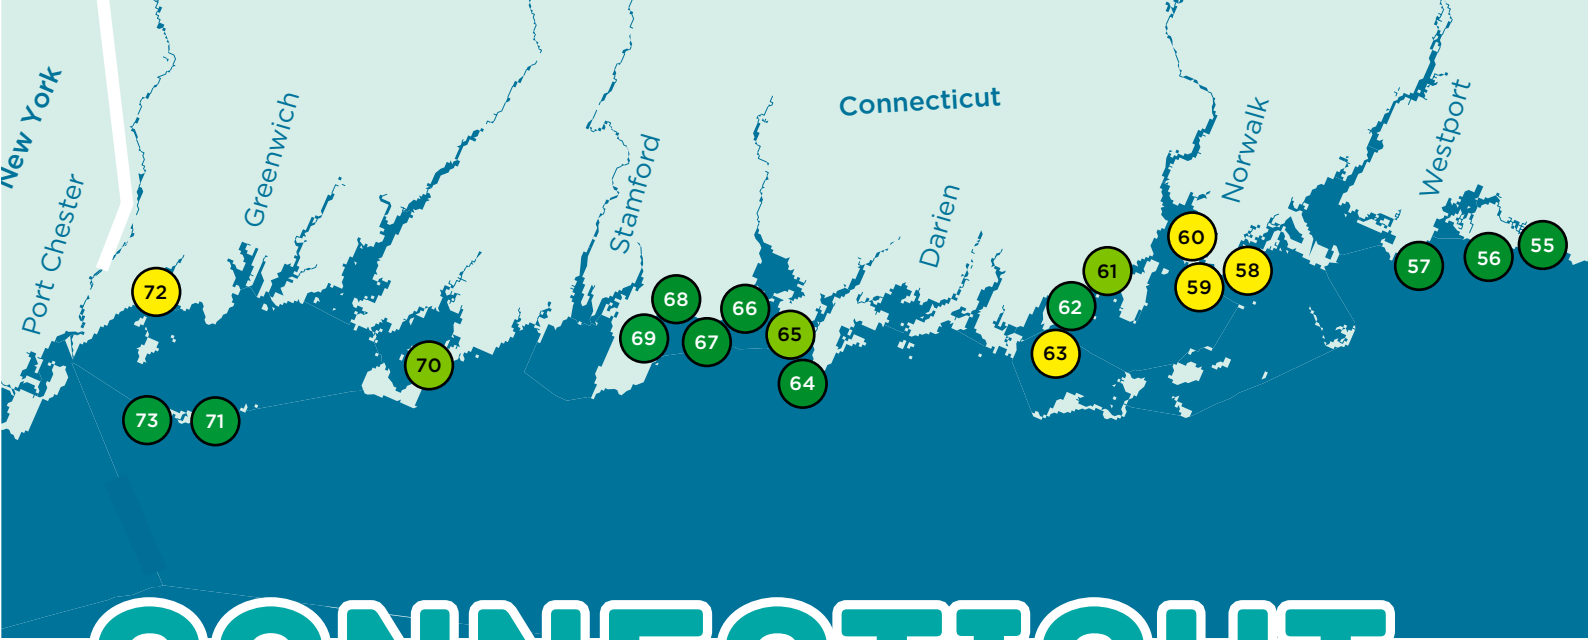 New York
Port Chester
Greenwich
Stamford
Connecticut
Darien
Norwalk
Westport
72
73
71
70
69
68
67
66
65
64
63
62
61
60
59
58
57
56
55
CONNECTICUT